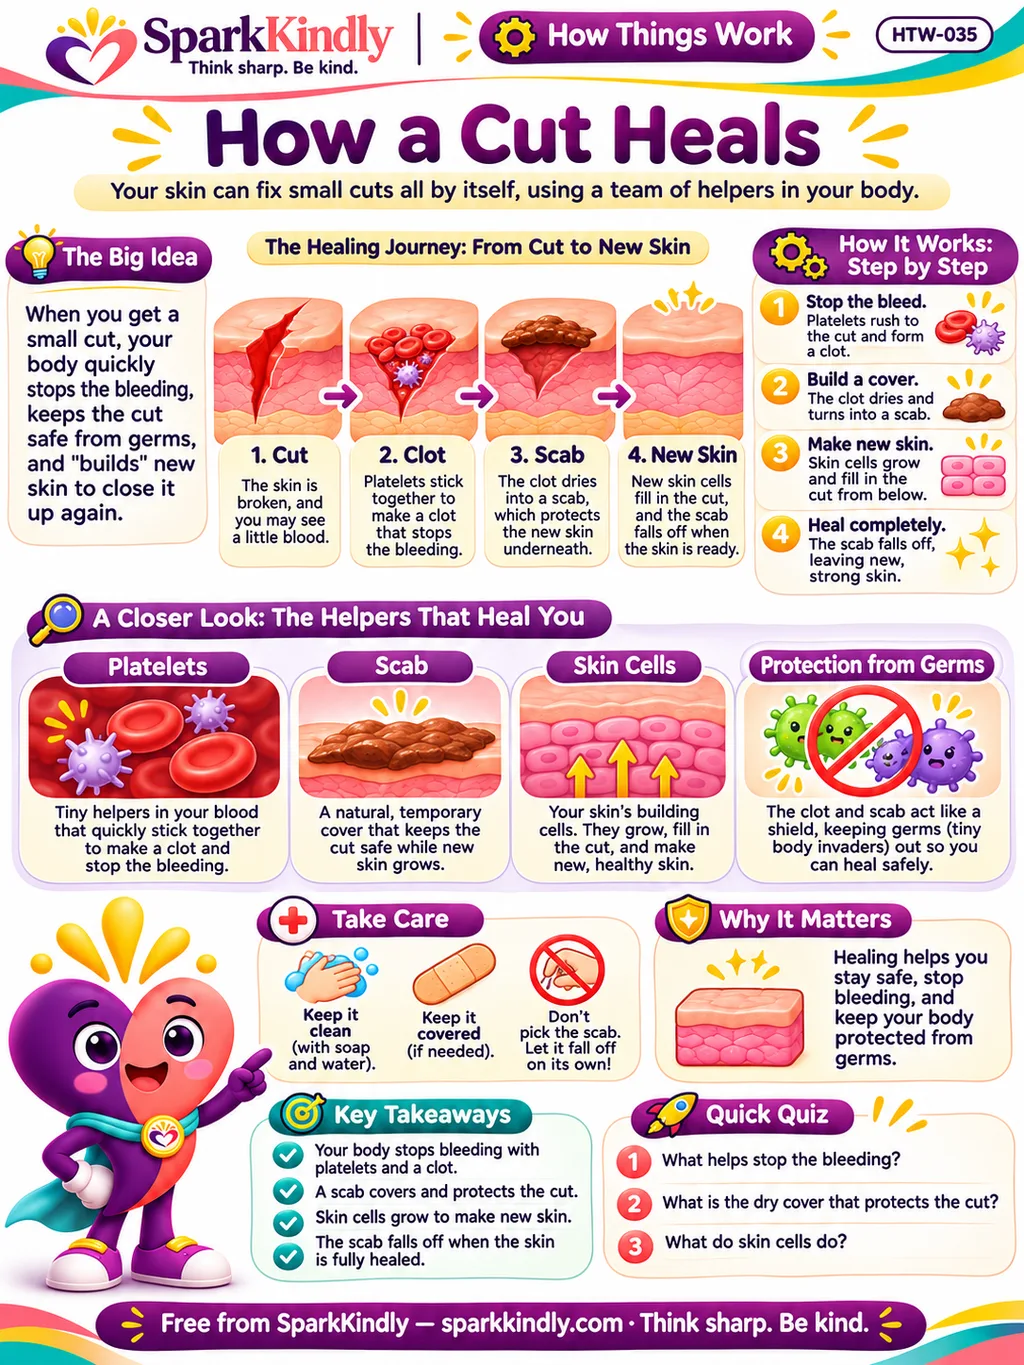 SparkKindly
Think sharp. Be kind.
How Things Work
HTW-035
How a Cut Heals
Your skin can fix small cuts all by itself, using a team of helpers in your body.
The Big Idea
When you get a
small cut, your
body quickly
stops the bleeding,
keeps the cut
safe from germs,
and "builds" new
skin to close it
up again.
The Healing Journey: From Cut to New Skin
1. Cut
The skin is
broken, and
you may see
a little blood.
2. Clot
Platelets stick
together to
make a clot
that stops
the bleeding.
3. Scab
The clot dries
into a scab,
which protects
the new skin
underneath.
4. New Skin
New skin cells
fill in the cut,
and the scab
falls off when
the skin is ready.
How It Works:
Step by Step
1
Stop the bleed.
Platelets rush to
the cut and form
a clot.
2
Build a cover.
The clot dries and
turns into a scab.
3
Make new skin.
Skin cells grow
and fill in the
cut from below.
4
Heal completely.
The scab falls off,
leaving new,
strong skin.
A Closer Look: The Helpers That Heal You
Platelets
Tiny helpers in your blood
that quickly stick together
to make a clot and
stop the bleeding.
Scab
A natural, temporary
cover that keeps the
cut safe while new
skin grows.
Skin Cells
Your skin's building
cells. They grow, fill in
the cut, and make
new, healthy skin.
Protection from Germs
The clot and scab act like a
shield, keeping germs (tiny
body invaders) out so you
can heal safely.
Take Care
Keep it
clean
(with soap
and water).
Keep it
covered
(if needed).
Don't
pick the scab.
Let it fall off
on its own!
Why It Matters
Healing helps you
stay safe, stop
bleeding, and
keep your body
protected from
germs.
Key Takeaways
Your body stops bleeding with
platelets and a clot.
A scab covers and protects the cut.
Skin cells grow to make new skin.
The scab falls off when the skin
is fully healed.
Quick Quiz
1 What helps stop the bleeding?
2 What is the dry cover that protects the cut?
3 What do skin cells do?
Free from SparkKindly — sparkkindly.com · Think sharp. Be kind.